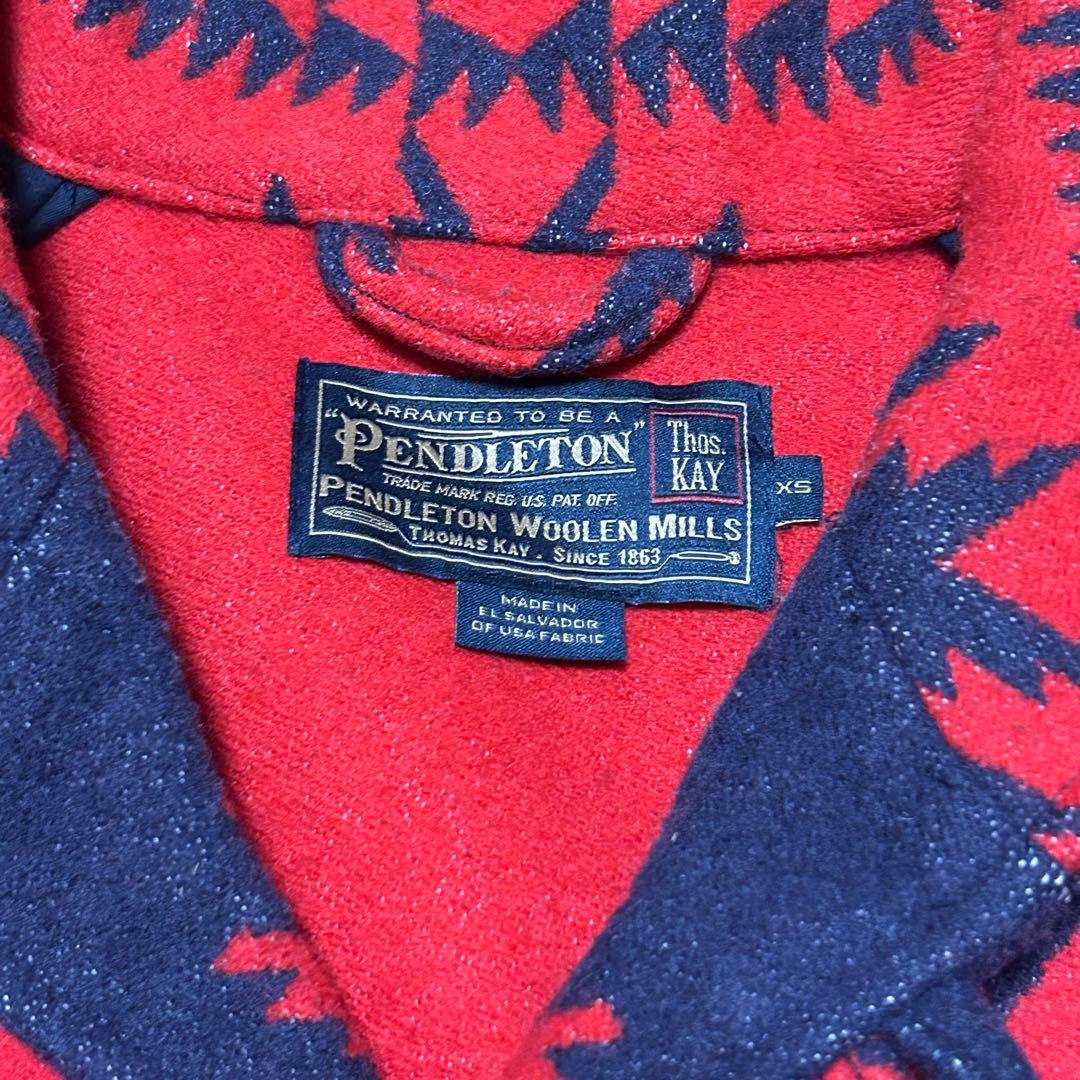 WARRANTED TO BE A
"PENDLETON"
TRADE MARK REG. U.S. PAT. OFF.
Thos.
KAY
PENDLETON WOOLEN MILLS
THOMAS KAY . SINCE 1863
XS
MADE IN
EL SALVADOR
OF USA FABRIC